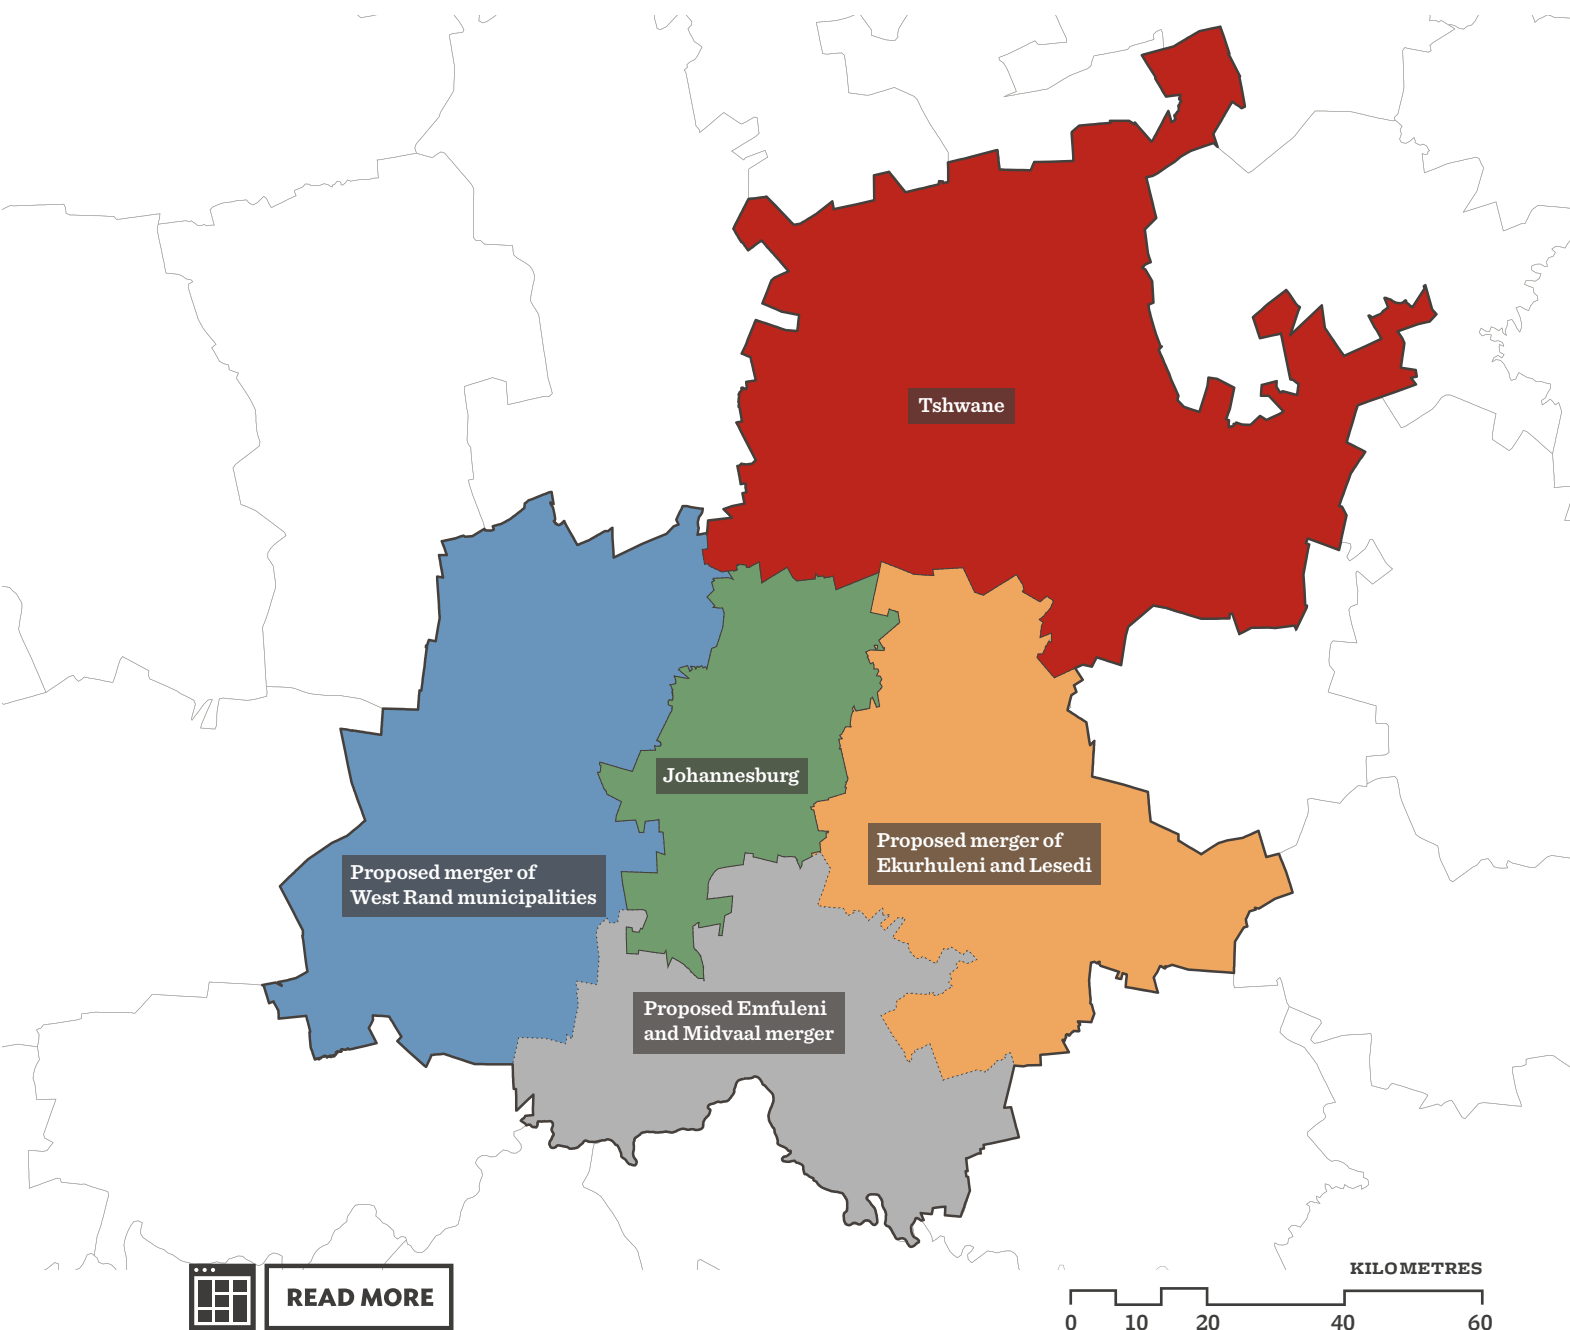 Tshwane
Johannesburg
Proposed merger of
Ekurhuleni and Lesedi
Proposed merger of
West Rand municipalities
Proposed Emfuleni
and Midvaal merger
READ MORE
KILOMETRES
0 10 20 40 60